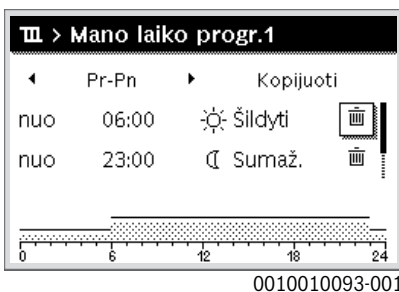 > Mano laiko progr.1
Pr-Pn Kopijuoti
nuo 06:00 Šildyti
nuo 23:00 Sumaž.
0 6 12 18 24
0010010093-001